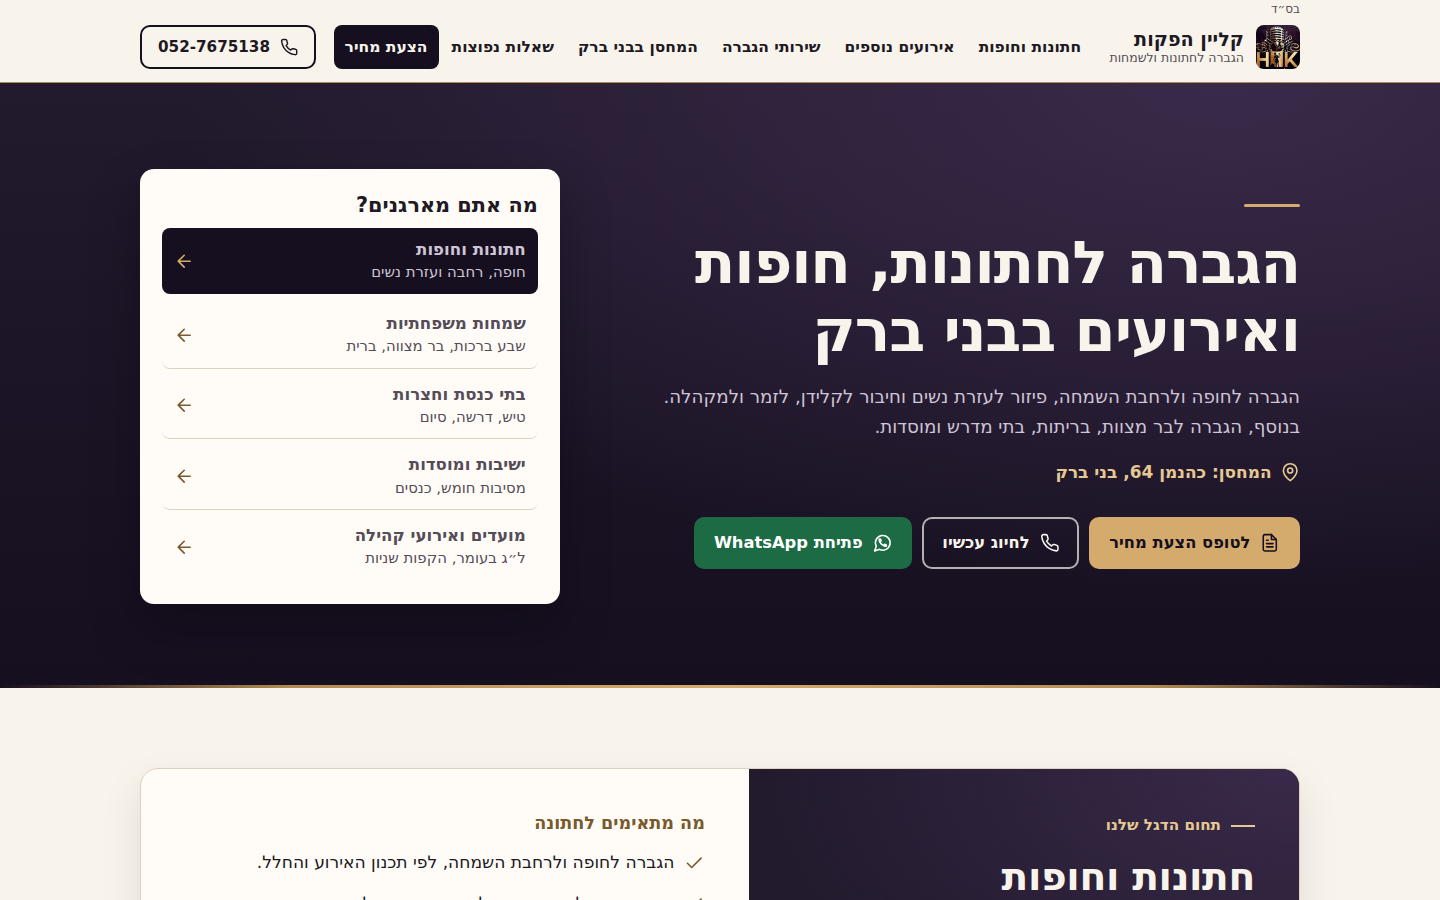 בס״ד
קליין הפקות
הגברה לחתונות ולשמחות
חתונות וחופות
אירועים נוספים
שירותי הגברה
המחסן בבני ברק
שאלות נפוצות
הצעת מחיר
052-7675138
הגברה לחתונות, חופות
ואירועים בבני ברק
הגברה לחופה ולרחבת השמחה, פיזור לעזרת נשים וחיבור לקלידן, לזמר ולמקהלה.
בנוסף, הגברה לבר מצוות, בריתות, בתי מדרש ומוסדות.
המחסן: כהנמן 64, בני ברק
לטופס הצעת מחיר
לחיוג עכשיו
פתיחת WhatsApp
מה אתם מארגנים?
חתונות וחופות
חופה, רחבה ועזרת נשים
שמחות משפחתיות
שבע ברכות, בר מצווה, ברית
בתי כנסת וחצרות
טיש, דרשה, סיום
ישיבות ומוסדות
מסיבות חומש, כנסים
מועדים ואירועי קהילה
ל״ג בעומר, הקפות שניות
תחום הדגל שלנו
חתונות וחופות
מה מתאימים לחתונה
הגברה לחופה ולרחבת השמחה, לפי תכנון האירוע והחלל.